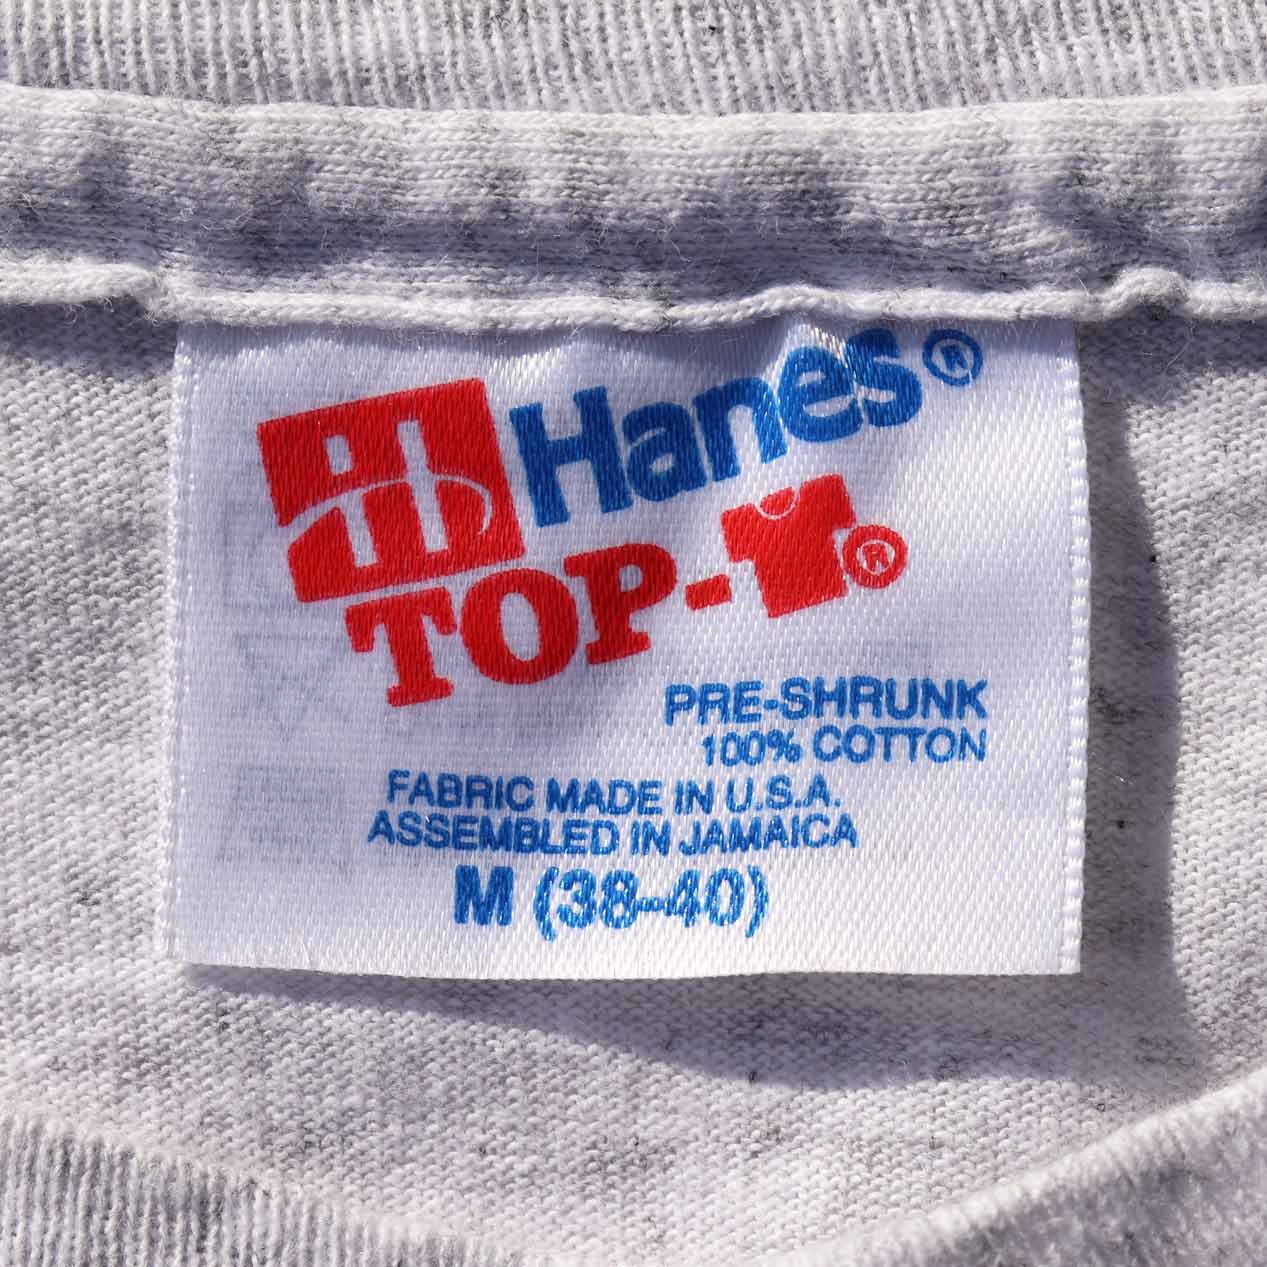 Hanes®
TOP-T®
PRE-SHRUNK
100% COTTON
FABRIC MADE IN U.S.A.
ASSEMBLED IN JAMAICA
M (38-40)